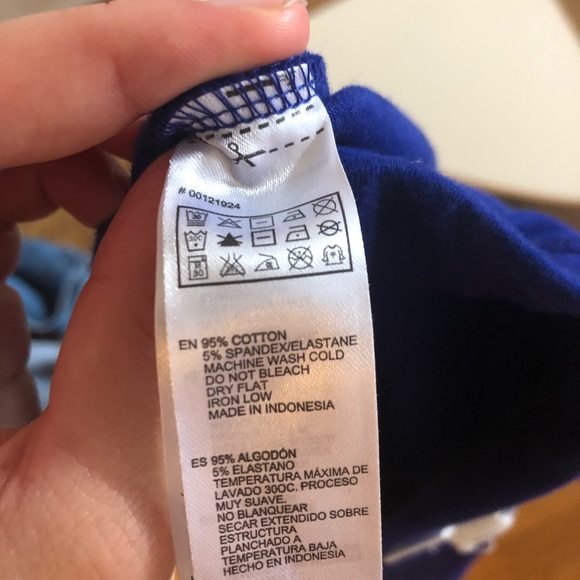 # 00121924
EN 95% COTTON
5% SPANDEX/ELASTANE
MACHINE WASH COLD
DO NOT BLEACH
DRY FLAT
IRON LOW
MADE IN INDONESIA
ES 95% ALGODÓN
5% ELASTANO
TEMPERATURA MÁXIMA DE
LAVADO 30OC. PROCESO
MUY SUAVE.
NO BLANQUEAR
SECAR EXTENDIDO SOBRE
ESTRUCTURA
PLANCHADO A
TEMPERATURA BAJA
HECHO EN INDONESIA